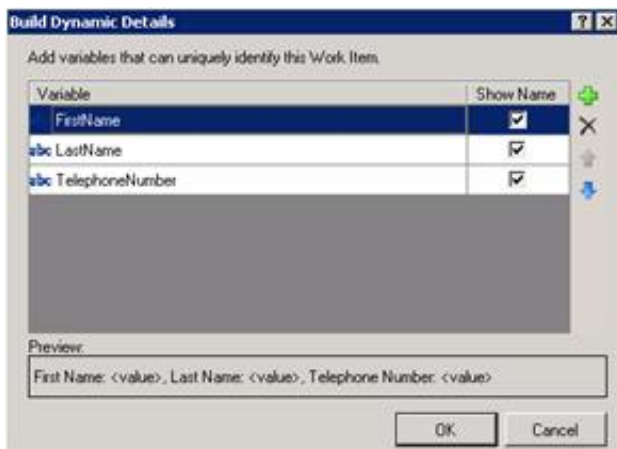 Build Dynamic Details
Add variables that can uniquely identify this Work Item.
Variable Show Name
FirstName
abc LastName
abc TelephoneNumber
Preview:
First Name: <value>, Last Name: <value>, Telephone Number: <value>
OK Cancel